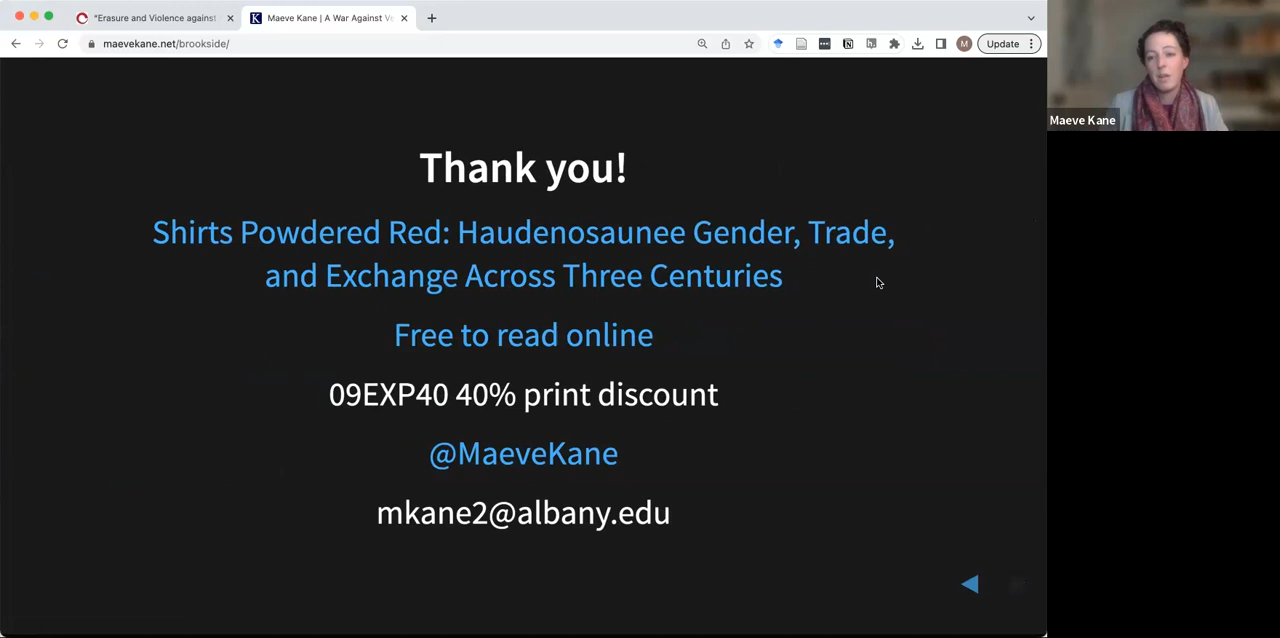 "Erasure and Violence against
Maeve Kane | A War Against Ve
maevekane.net/brookside/
M
Update
Maeve Kane
Thank you!
Shirts Powdered Red: Haudenosaunee Gender, Trade,
and Exchange Across Three Centuries
Free to read online
09EXP40 40% print discount
@MaeveKane
mkane2@albany.edu